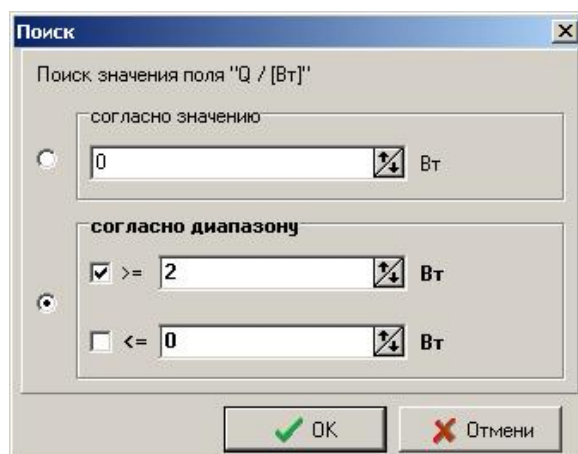 Поиск
Поиск значения поля "Q / [Вт]"
согласно значению
0 Вт
согласно диапазону
>= 2 Вт
<= 0 Вт
OK Отмени